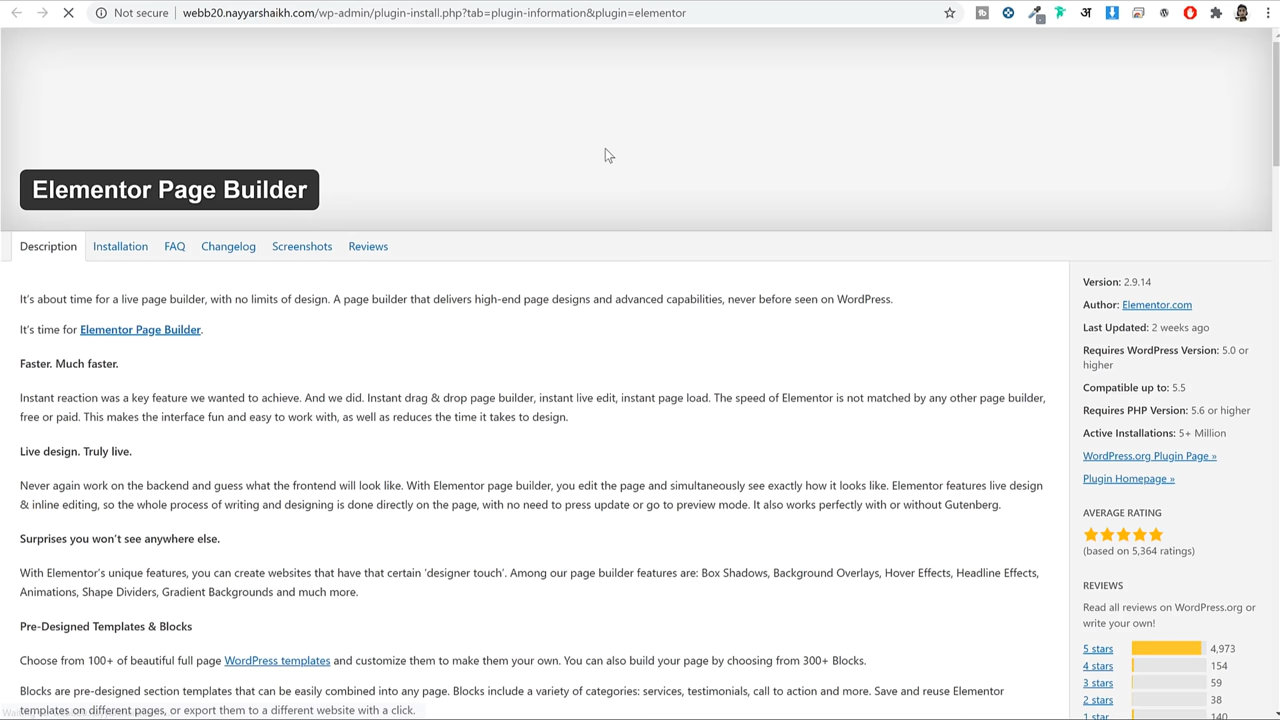 Not secure
webb20.nayyarshaikh.com/wp-admin/plugin-install.php?tab=plugin-information&plugin=elementor
Elementor Page Builder
Description Installation FAQ Changelog Screenshots Reviews
It's about time for a live page builder, with no limits of design. A page builder that delivers high-end page designs and advanced capabilities, never before seen on WordPress.
It's time for Elementor Page Builder.
Faster. Much faster.
Instant reaction was a key feature we wanted to achieve. And we did. Instant drag & drop page builder, instant live edit, instant page load. The speed of Elementor is not matched by any other page builder,
free or paid. This makes the interface fun and easy to work with, as well as reduces the time it takes to design.
Live design. Truly live.
Never again work on the backend and guess what the frontend will look like. With Elementor page builder, you edit the page and simultaneously see exactly how it looks like. Elementor features live design
& inline editing, so the whole process of writing and designing is done directly on the page, with no need to press update or go to preview mode. It also works perfectly with or without Gutenberg.
Surprises you won't see anywhere else.
With Elementor's unique features, you can create websites that have that certain 'designer touch'. Among our page builder features are: Box Shadows, Background Overlays, Hover Effects, Headline Effects,
Animations, Shape Dividers, Gradient Backgrounds and much more.
Pre-Designed Templates & Blocks
Choose from 100+ of beautiful full page WordPress templates and customize them to make them your own. You can also build your page by choosing from 300+ Blocks.
Blocks are pre-designed section templates that can be easily combined into any page. Blocks include a variety of categories: services, testimonials, call to action and more. Save and reuse Elementor
templates on different pages, or export them to a different website with a click.
Version: 2.9.14
Author: Elementor.com
Last Updated: 2 weeks ago
Requires WordPress Version: 5.0 or
higher
Compatible up to: 5.5
Requires PHP Version: 5.6 or higher
Active Installations: 5+ Million
WordPress.org Plugin Page »
Plugin Homepage »
AVERAGE RATING
(based on 5,364 ratings)
REVIEWS
Read all reviews on WordPress.org or
write your own!
5 stars 4,973
4 stars 154
3 stars 59
2 stars 38
1 star 140